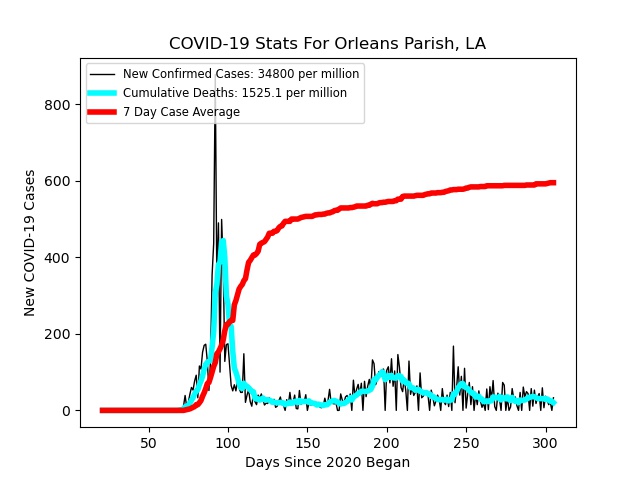 COVID-19 Stats For Orleans Parish, LA
New Confirmed Cases: 34800 per million
Cumulative Deaths: 1525.1 per million
7 Day Case Average
800
600
400
200
0
New COVID-19 Cases
50 100 150 200 250 300
Days Since 2020 Began